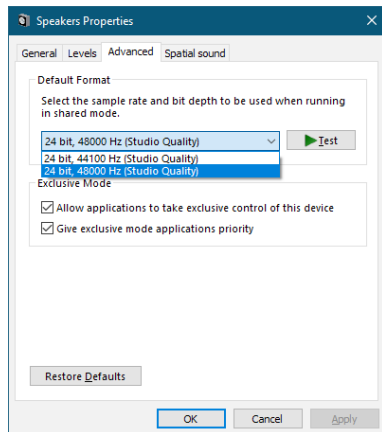 Speakers Properties
General Levels Advanced Spatial sound
Default Format
Select the sample rate and bit depth to be used when running
in shared mode.
24 bit, 48000 Hz (Studio Quality) Test
24 bit, 44100 Hz (Studio Quality)
24 bit, 48000 Hz (Studio Quality)
Exclusive Mode
Allow applications to take exclusive control of this device
Give exclusive mode applications priority
Restore Defaults
OK Cancel Apply